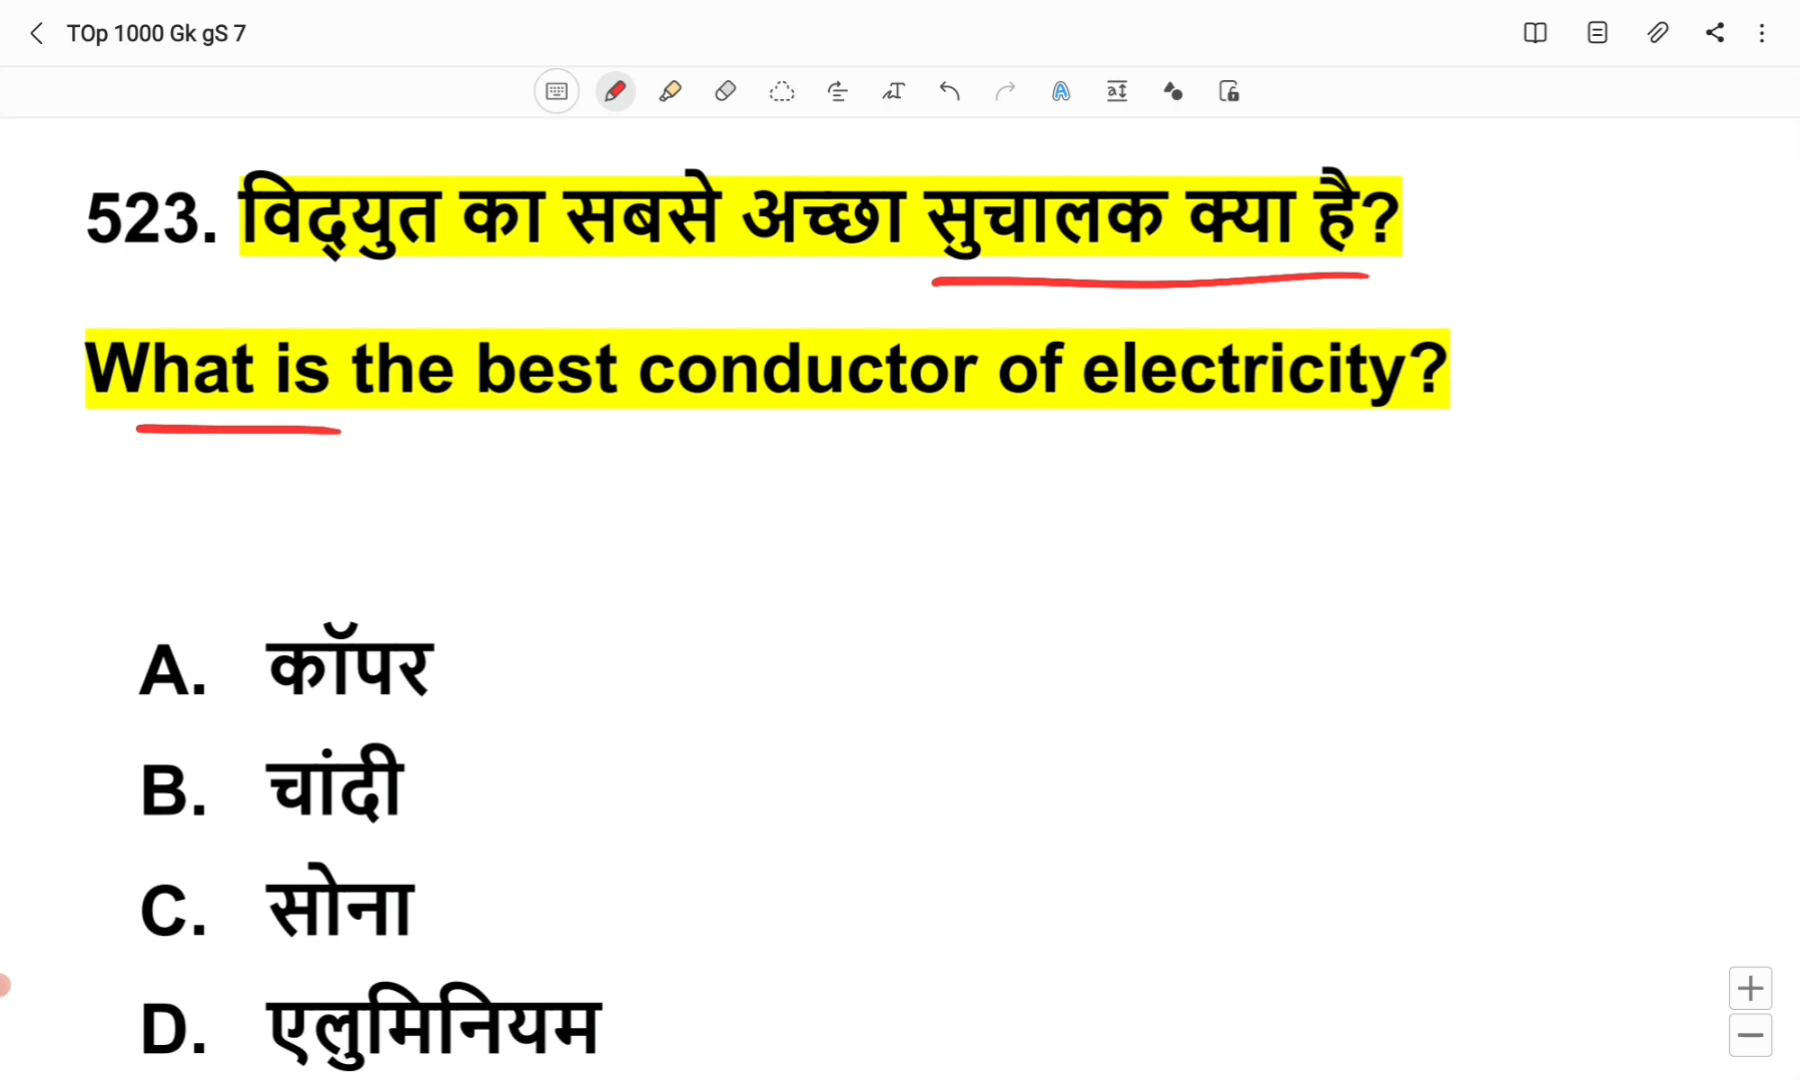 TOp 1000 Gk gS 7
523. विद्युत का सबसे अच्छा सुचालक क्या है?
What is the best conductor of electricity?
A. कॉपर
B. चांदी
C. सोना
D. एलुमिनियम